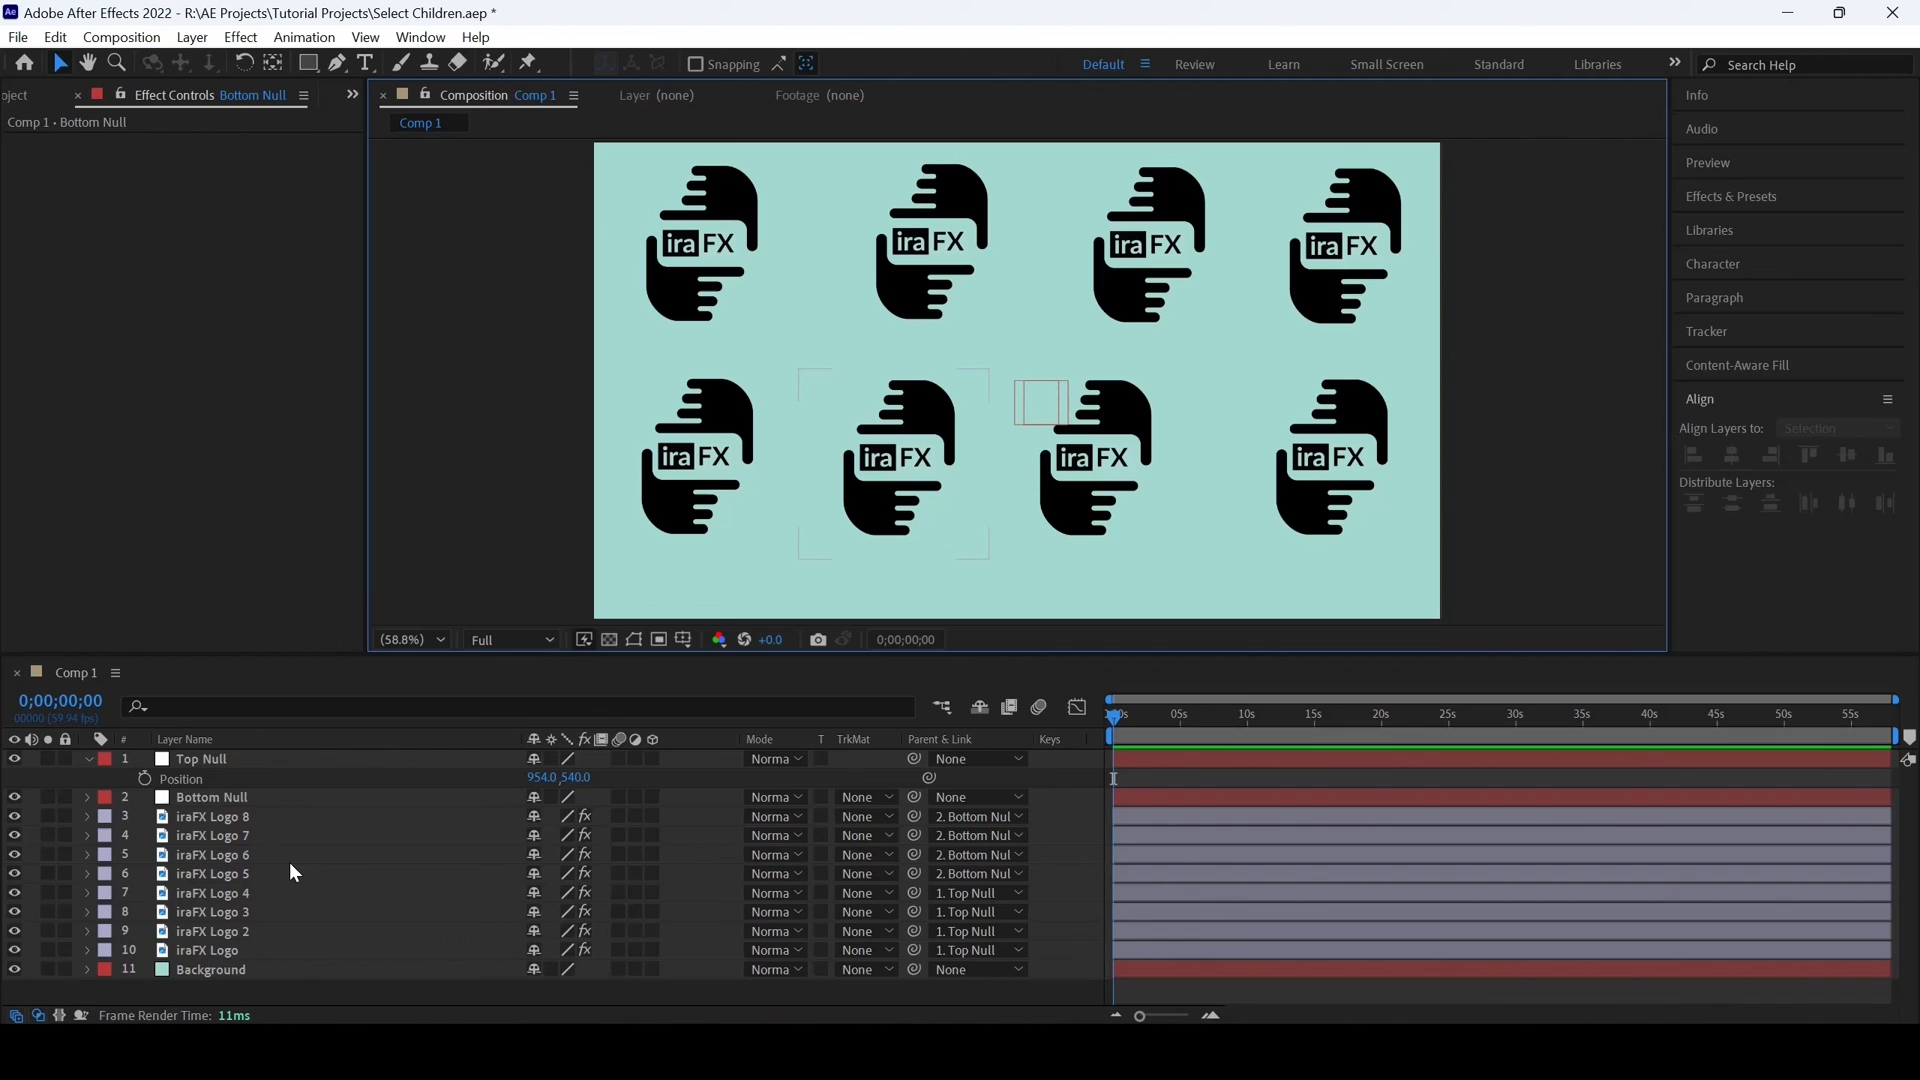 Adobe After Effects 2022 - R:\AE Projects\Tutorial Projects\Select Children.aep *
File Edit Composition Layer Effect Animation View Window Help
Snapping Default Review Learn Small Screen Standard Libraries Search Help
oject Effect Controls Bottom Null Composition Comp 1 Layer (none) Footage (none)
Comp 1 • Bottom Null
Comp 1
Info
Audio
Preview
Effects & Presets
Libraries
Character
Paragraph
Tracker
Content-Aware Fill
Align
Align Layers to: Selection
Distribute Layers:
ira FX ira FX ira FX ira FX
ira FX ira FX ira FX ira FX
(58.8%) Full +0.0 0;00;00;00
Comp 1
0;00;00;00
00000 (59.94 fps)
05s 10s 15s 20s 25s 30s 35s 40s 45s 50s 55s
# Layer Name fx Mode T TrkMat Parent & Link Keys
1 Top Null Norma None
Position 954.0 ,540.0
2 Bottom Null Norma None None
3 iraFX Logo 8 fx Norma None 2. Bottom Nul
4 iraFX Logo 7 fx Norma None 2. Bottom Nul
5 iraFX Logo 6 fx Norma None 2. Bottom Nul
6 iraFX Logo 5 fx Norma None 2. Bottom Nul
7 iraFX Logo 4 fx Norma None 1. Top Null
8 iraFX Logo 3 fx Norma None 1. Top Null
9 iraFX Logo 2 fx Norma None 1. Top Null
10 iraFX Logo fx Norma None 1. Top Null
11 Background Norma None None
Frame Render Time: 11ms